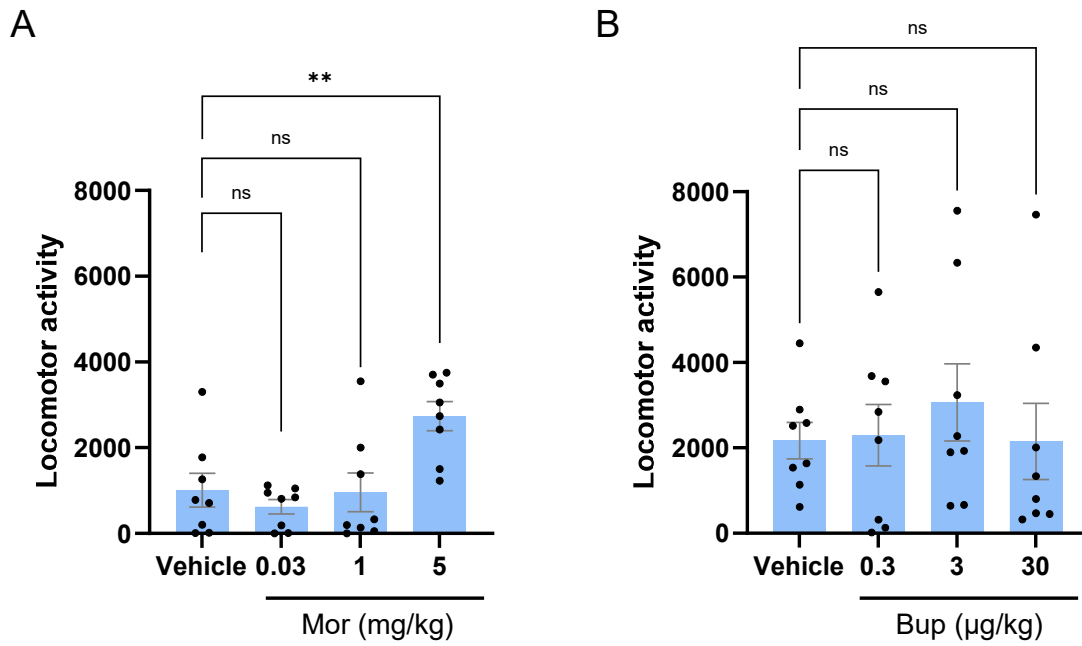 A
**
ns
ns
8000
6000
4000
2000
0
Locomotor activity
Vehicle 0.03 1 5
Mor (mg/kg)
B
ns
ns
ns
8000
6000
4000
2000
0
Locomotor activity
Vehicle 0.3 3 30
Bup (µg/kg)